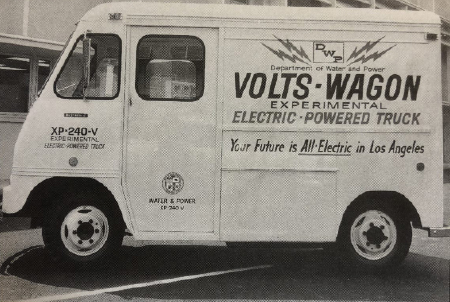 DWP
Department of Water and Power
VOLTS-WAGON
EXPERIMENTAL
ELECTRIC-POWERED TRUCK
Your Future is All-Electric in Los Angeles
XP-240-V
EXPERIMENTAL
ELECTRIC-POWERED TRUCK
WATER & POWER
XP 240-V